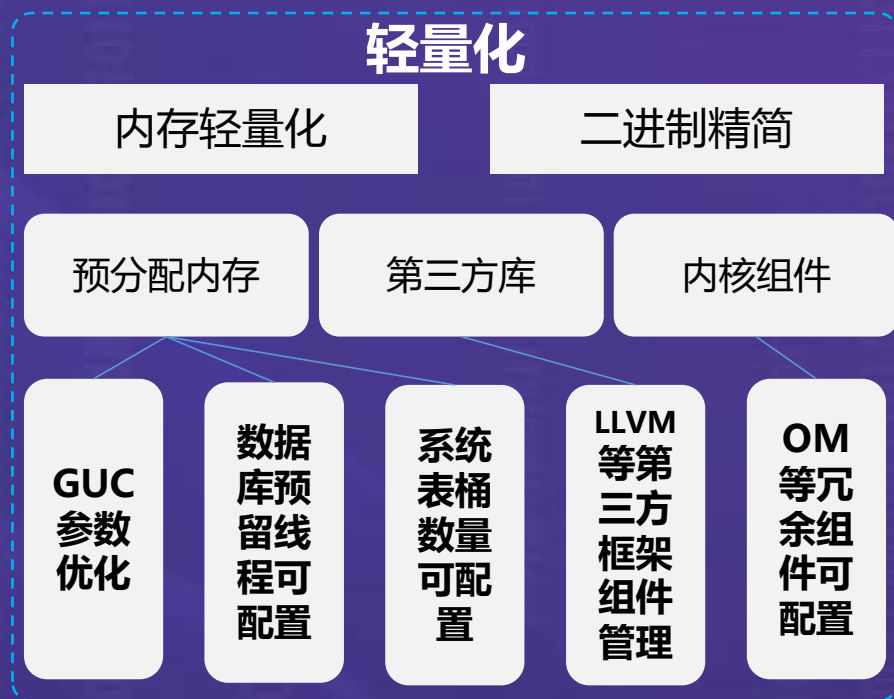 轻量化
内存轻量化
二进制精简
预分配内存
第三方库
内核组件
GUC
参数
优化
数据
库预
留线
程可
配置
系统
表桶
数量
可配
置
LLVM
等第
三方
框架
组件
管理
OM
等冗
余组
件可
配置